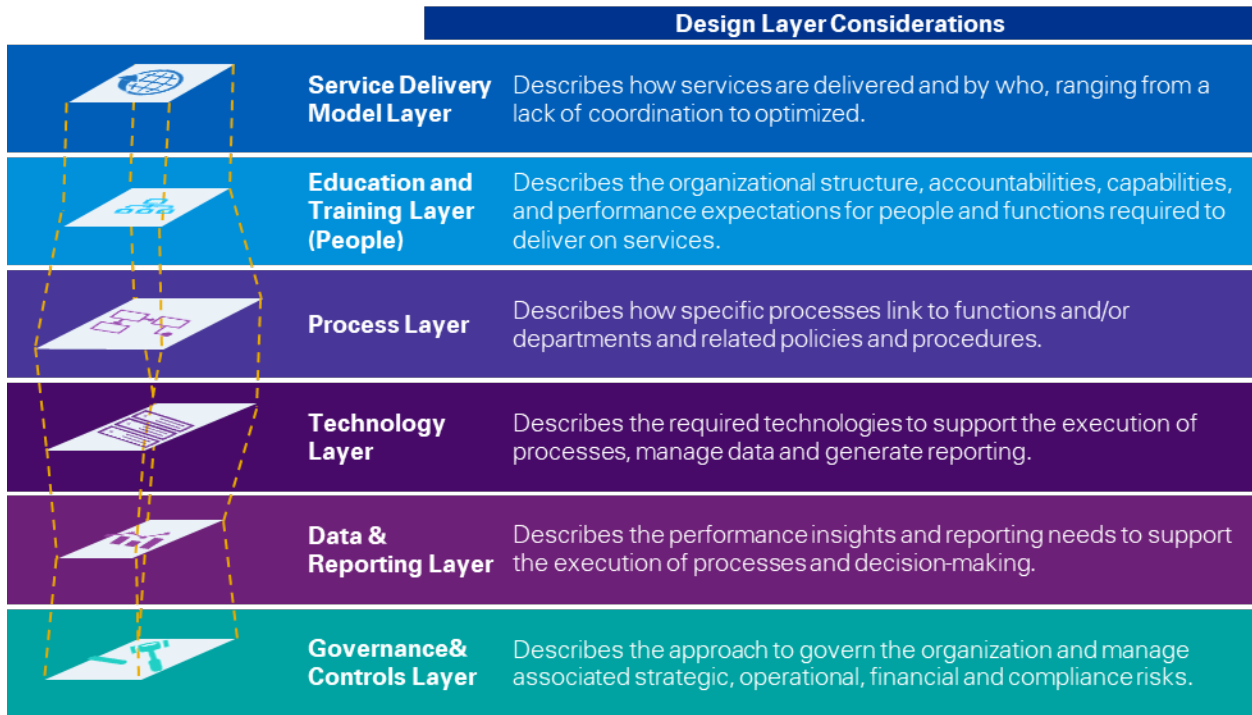 Design Layer Considerations
Service Delivery
Model Layer
Describes how services are delivered and by who, ranging from a
lack of coordination to optimized.
Education and
Training Layer
(People)
Describes the organizational structure, accountabilities, capabilities,
and performance expectations for people and functions required to
deliver on services.
Process Layer
Describes how specific processes link to functions and/or
departments and related policies and procedures.
Technology
Layer
Describes the required technologies to support the execution of
processes, manage data and generate reporting.
Data &
Reporting Layer
Describes the performance insights and reporting needs to support
the execution of processes and decision-making.
Governance&
Controls Layer
Describes the approach to govern the organization and manage
associated strategic, operational, financial and compliance risks.